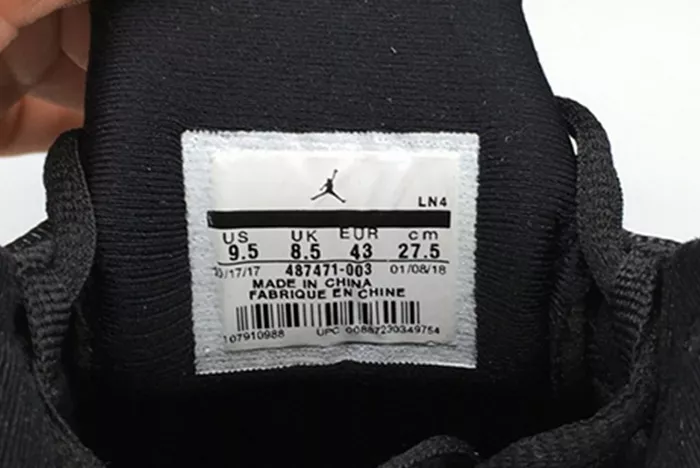 LN4
US UK EUR cm
9.5 8.5 43 27.5
487471-003 01/08/18
MADE IN CHINA
FABRIQUE EN CHINE
107910988 UPC 00887230349754